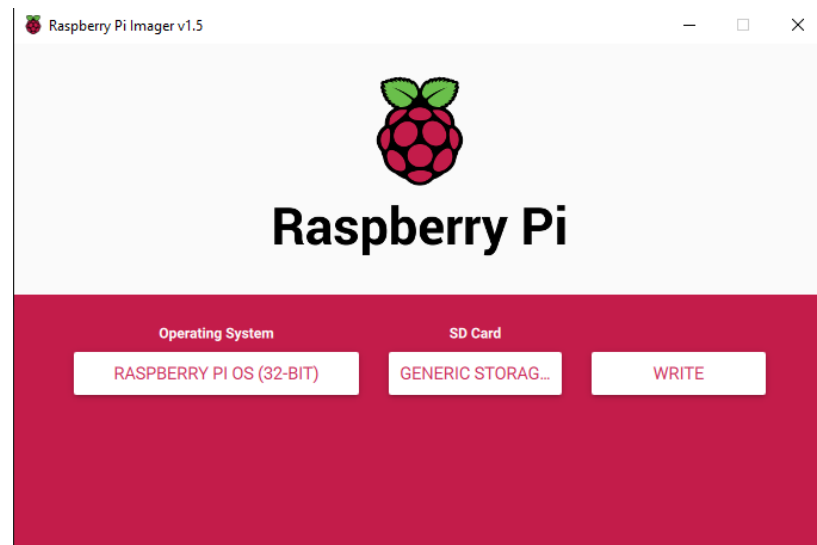 Raspberry Pi Imager v1.5
Raspberry Pi
Operating System
SD Card
RASPBERRY PI OS (32-BIT)
GENERIC STORAG...
WRITE